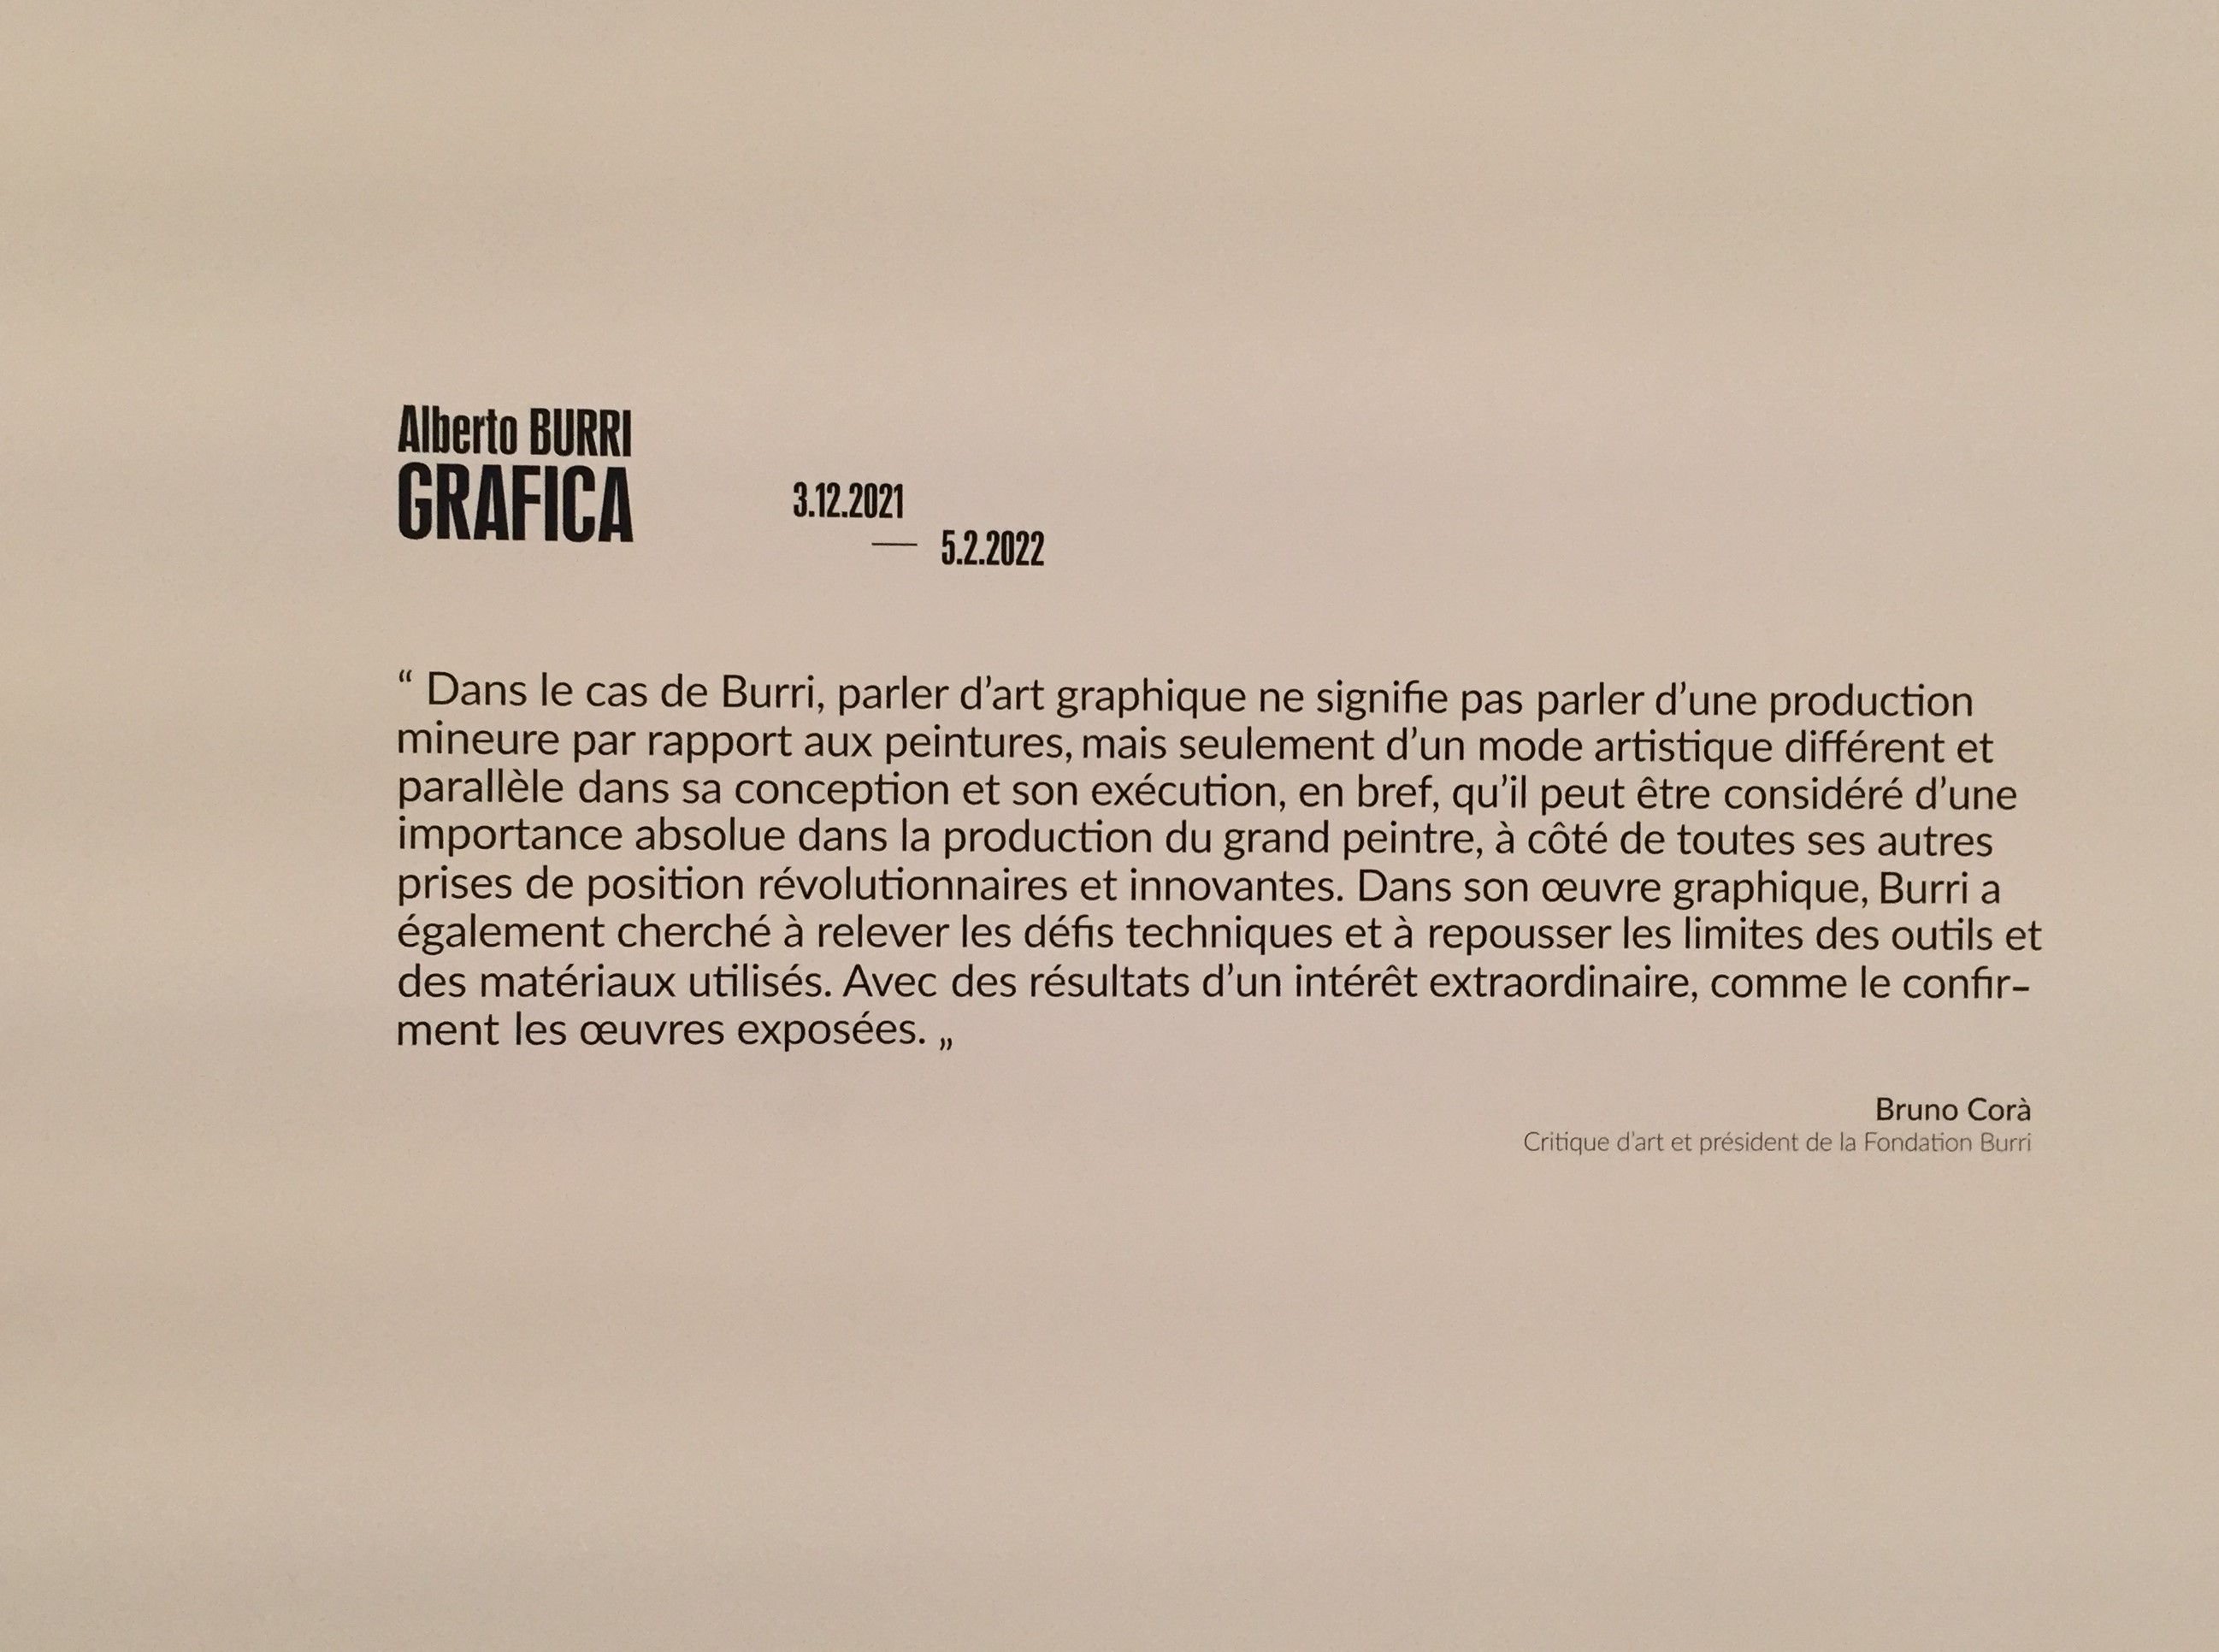 Alberto BURRI
GRAFICA
3.12.2021
— 5.2.2022
“ Dans le cas de Burri, parler d’art graphique ne signifie pas parler d’une production
mineure par rapport aux peintures, mais seulement d’un mode artistique différent et
parallèle dans sa conception et son exécution, en bref, qu’il peut être considéré d’une
importance absolue dans la production du grand peintre, à côté de toutes ses autres
prises de position révolutionnaires et innovantes. Dans son œuvre graphique, Burri a
également cherché à relever les défis techniques et à repousser les limites des outils et
des matériaux utilisés. Avec des résultats d’un intérêt extraordinaire, comme le confir–
ment les œuvres exposées. „
Bruno Corà
Critique d'art et président de la Fondation Burri